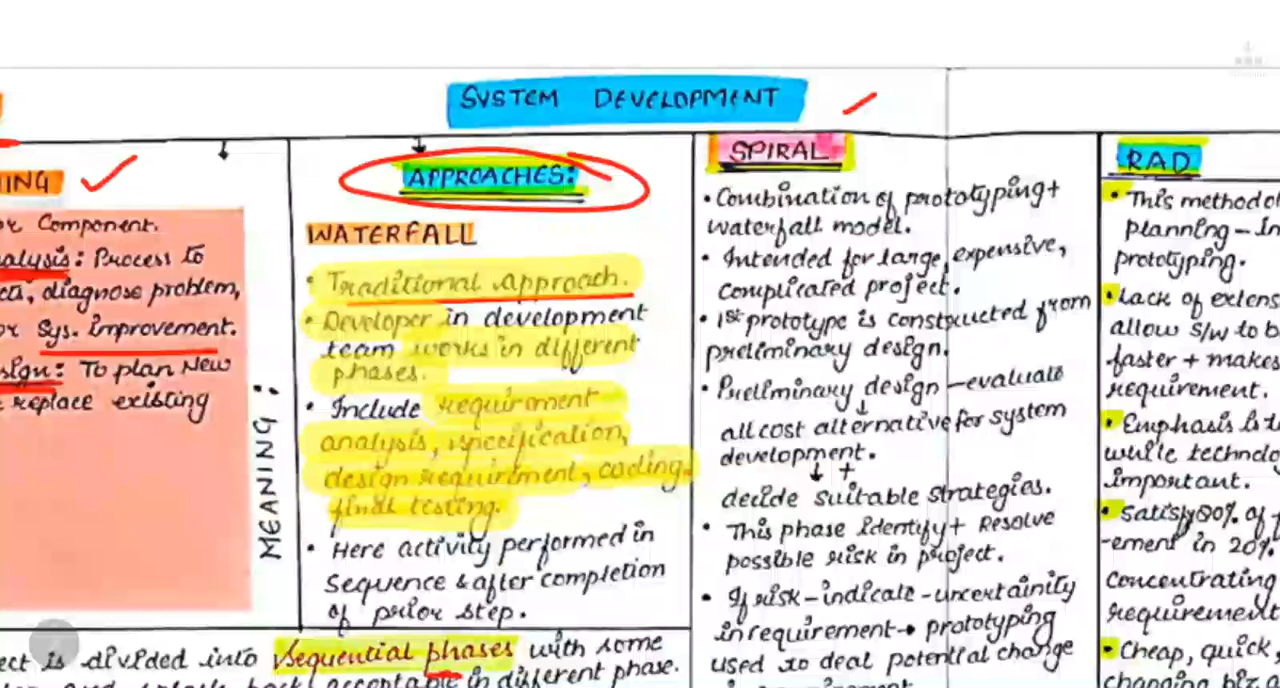 SYSTEM DEVELOPMENT
or Component.
alysis: Process to
diagnose problem,
or Sys. improvement.
sign: To plan New
replace existing
MEANING:
APPROACHES:
WATERFALL
• Traditional approach.
• Developer in development
team works in different
phases.
• Include requirment
analysis, specification,
design requirment, coding,
final testing.
• Here activity performed in
sequence & after completion
of prior step.
ect is divided into sequential phases with some
acceptable in different phase.
SPIRAL
• Combination of prototyping +
waterfall model.
• Intended for large, expensive,
complicated project.
• 1st prototype is constructed from
preliminary design.
• Preliminary design – evaluate
↓
all cost alternative for system
development.
↓ +
decide suitable strategies.
• This phase identify + Resolve
possible risk in project.
• If risk – indicate – uncertainity
in requirement → prototyping
used to deal potential change
RAD
• This methodol
planning – In
prototyping.
• Lack of extens
allow S/w to b
faster + makes
requirement.
• Emphasis is to
while technolo
important.
• Satisfy 80% of
-ement in 20%
Concentrating
requirement
• Cheap, quick,
changing biz